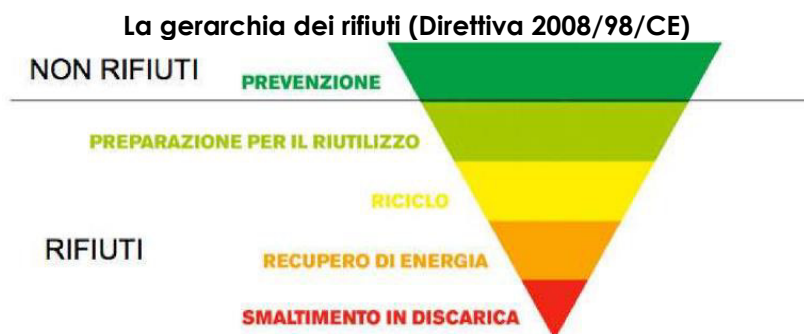 La gerarchia dei rifiuti (Direttiva 2008/98/CE)
NON RIFIUTI
PREVENZIONE
PREPARAZIONE PER IL RIUTILIZZO
RICICLO
RIFIUTI
RECUPERO DI ENERGIA
SMALTIMENTO IN DISCARICA